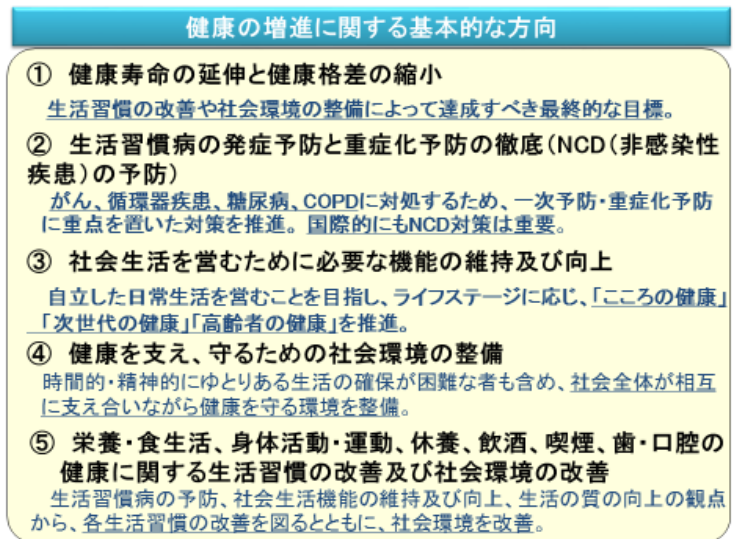 健康の増進に関する基本的な方向
① 健康寿命の延伸と健康格差の縮小
生活習慣の改善や社会環境の整備によって達成すべき最終的な目標。
② 生活習慣病の発症予防と重症化予防の徹底(NCD(非感染性
疾患)の予防)
がん、循環器疾患、糖尿病、COPDに対処するため、一次予防・重症化予防
に重点を置いた対策を推進。国際的にもNCD対策は重要。
③ 社会生活を営むために必要な機能の維持及び向上
自立した日常生活を営むことを目指し、ライフステージに応じ、「こころの健康」
「次世代の健康」「高齢者の健康」を推進。
④ 健康を支え、守るための社会環境の整備
時間的・精神的にゆとりある生活の確保が困難な者も含め、社会全体が相互
に支え合いながら健康を守る環境を整備。
⑤ 栄養・食生活、身体活動・運動、休養、飲酒、喫煙、歯・口腔の
健康に関する生活習慣の改善及び社会環境の改善
生活習慣病の予防、社会生活機能の維持及び向上、生活の質の向上の観点
から、各生活習慣の改善を図るとともに、社会環境を改善。